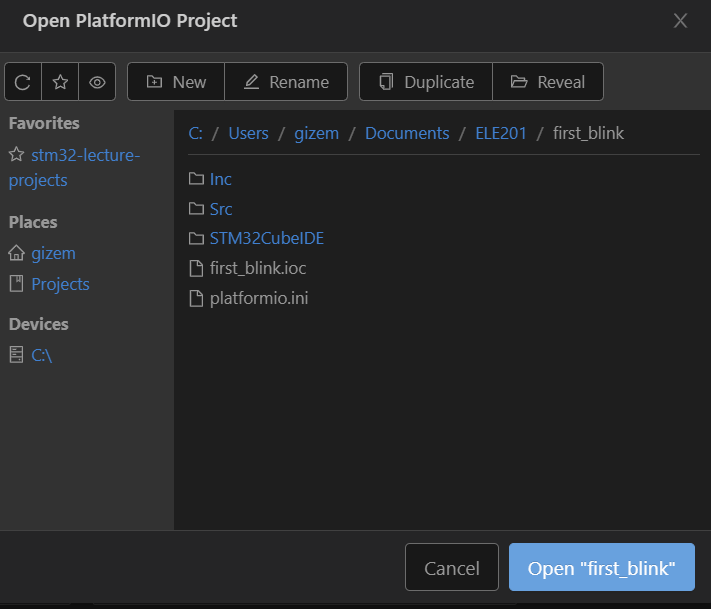 Open PlatformIO Project
New
Rename
Duplicate
Reveal
Favorites
stm32-lecture-
projects
Places
gizem
Projects
Devices
C:\
C: / Users / gizem / Documents / ELE201 / first_blink
Inc
Src
STM32CubeIDE
first_blink.ioc
platformio.ini
Cancel
Open "first_blink"